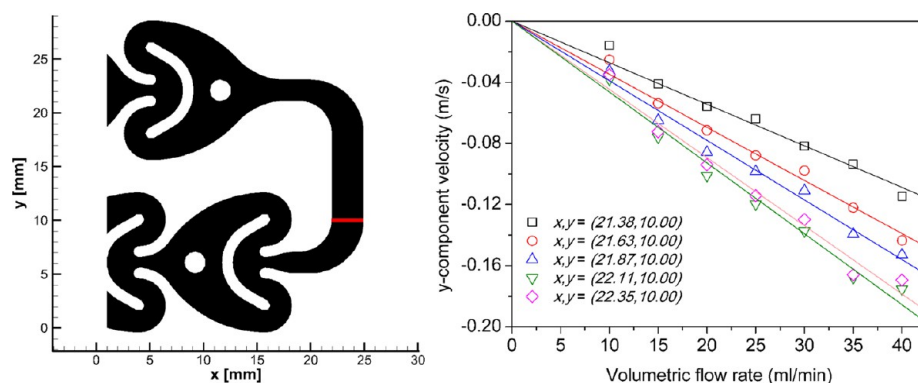 30
25
20
15
10
5
0
y [mm]
0 5 10 15 20 25 30
x [mm]
0.00
-0.04
-0.08
-0.12
-0.16
-0.20
y-component velocity (m/s)
x,y = (21.38,10.00)
x,y = (21.63,10.00)
x,y = (21.87,10.00)
x,y = (22.11,10.00)
x,y = (22.35,10.00)
0 5 10 15 20 25 30 35 40
Volumetric flow rate (ml/min)